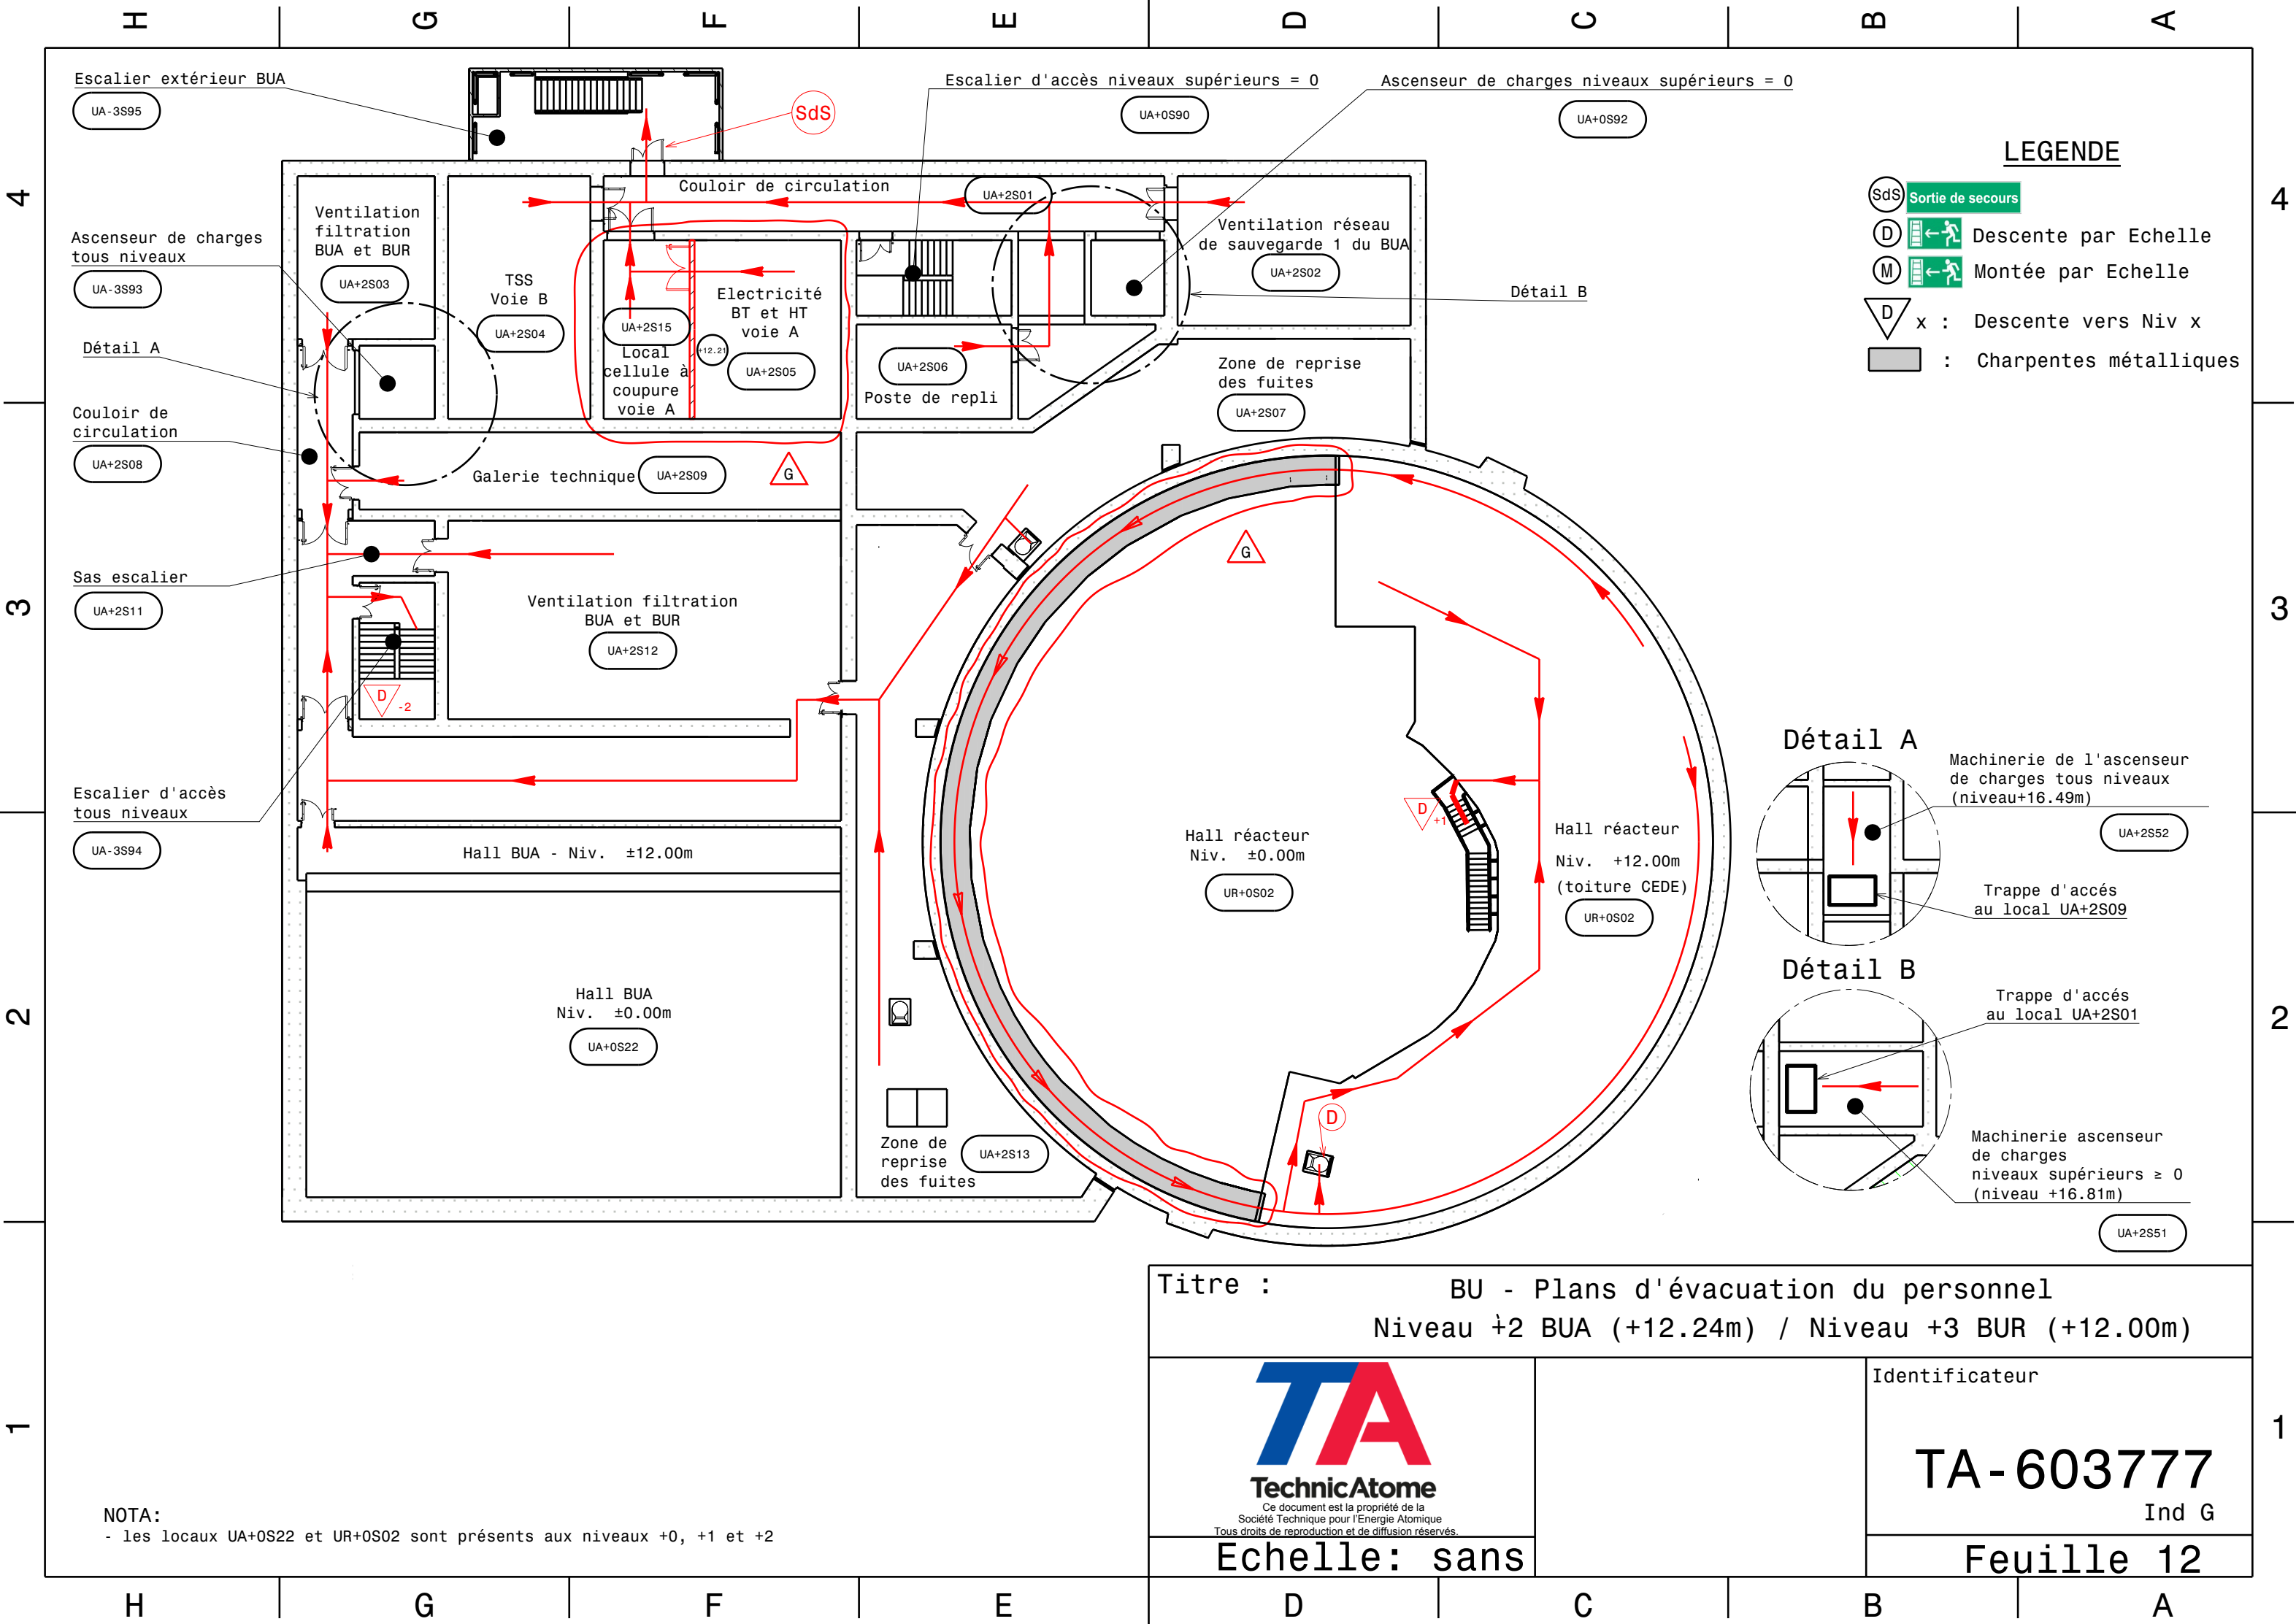 H G F E D C B A
Escalier extérieur BUA
UA-3S95
SdS
Escalier d'accès niveaux supérieurs = 0
UA+0S90
Ascenseur de charges niveaux supérieurs = 0
UA+0S92
LEGENDE
SdS Sortie de secours
D Descente par Echelle
M Montée par Echelle
D x : Descente vers Niv x
: Charpentes métalliques
4
4
Ascenseur de charges
tous niveaux
UA-3S93
Détail A
Couloir de
circulation
UA+2S08
Sas escalier
UA+2S11
Escalier d'accès
tous niveaux
UA-3S94
Ventilation
filtration
BUA et BUR
UA+2S03
TSS
Voie B
UA+2S04
Couloir de circulation
UA+2S01
UA+2S15
Local
cellule à
coupure
voie A
+12.21
Electricité
BT et HT
voie A
UA+2S05
UA+2S06
Poste de repli
Ventilation réseau
de sauvegarde 1 du BUA
UA+2S02
Détail B
Zone de reprise
des fuites
UA+2S07
Galerie technique
UA+2S09
G
G
3
3
Ventilation filtration
BUA et BUR
UA+2S12
D
-2
Hall BUA - Niv. ±12.00m
Hall BUA
Niv. ±0.00m
UA+0S22
Hall réacteur
Niv. ±0.00m
UR+0S02
D
+1
Hall réacteur
Niv. +12.00m
(toiture CEDE)
UR+0S02
D
Zone de
reprise
des fuites
UA+2S13
Détail A
Machinerie de l'ascenseur
de charges tous niveaux
(niveau+16.49m)
UA+2S52
Trappe d'accés
au local UA+2S09
Détail B
Trappe d'accés
au local UA+2S01
Machinerie ascenseur
de charges
niveaux supérieurs ≥ 0
(niveau +16.81m)
UA+2S51
2
2
1
1
Titre :
BU - Plans d'évacuation du personnel
Niveau +2 BUA (+12.24m) / Niveau +3 BUR (+12.00m)
TA
TechnicAtome
Ce document est la propriété de la
Société Technique pour l'Energie Atomique
Tous droits de reproduction et de diffusion réservés.
Echelle: sans
Identificateur
TA-603777
Ind G
Feuille 12
NOTA:
- les locaux UA+0S22 et UR+0S02 sont présents aux niveaux +0, +1 et +2
H G F E D C B A